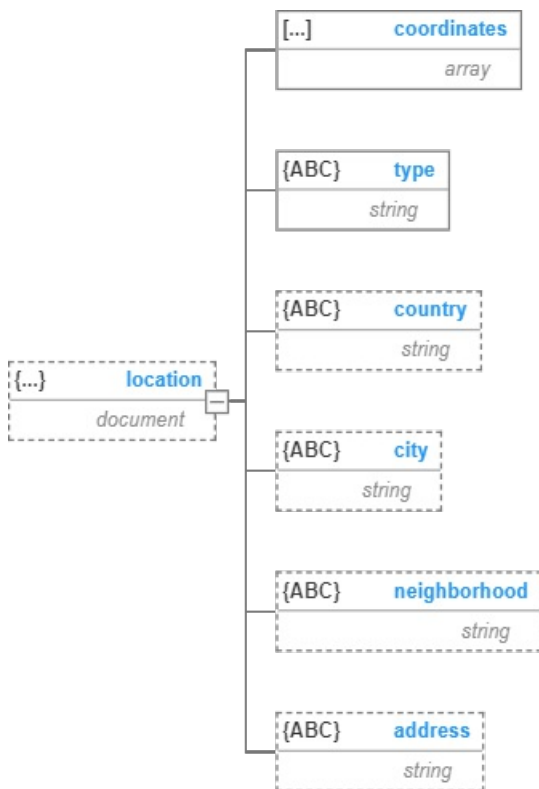 [...] coordinates
array
{ABC} type
string
{ABC} country
string
{...} location
document
{ABC} city
string
{ABC} neighborhood
string
{ABC} address
string